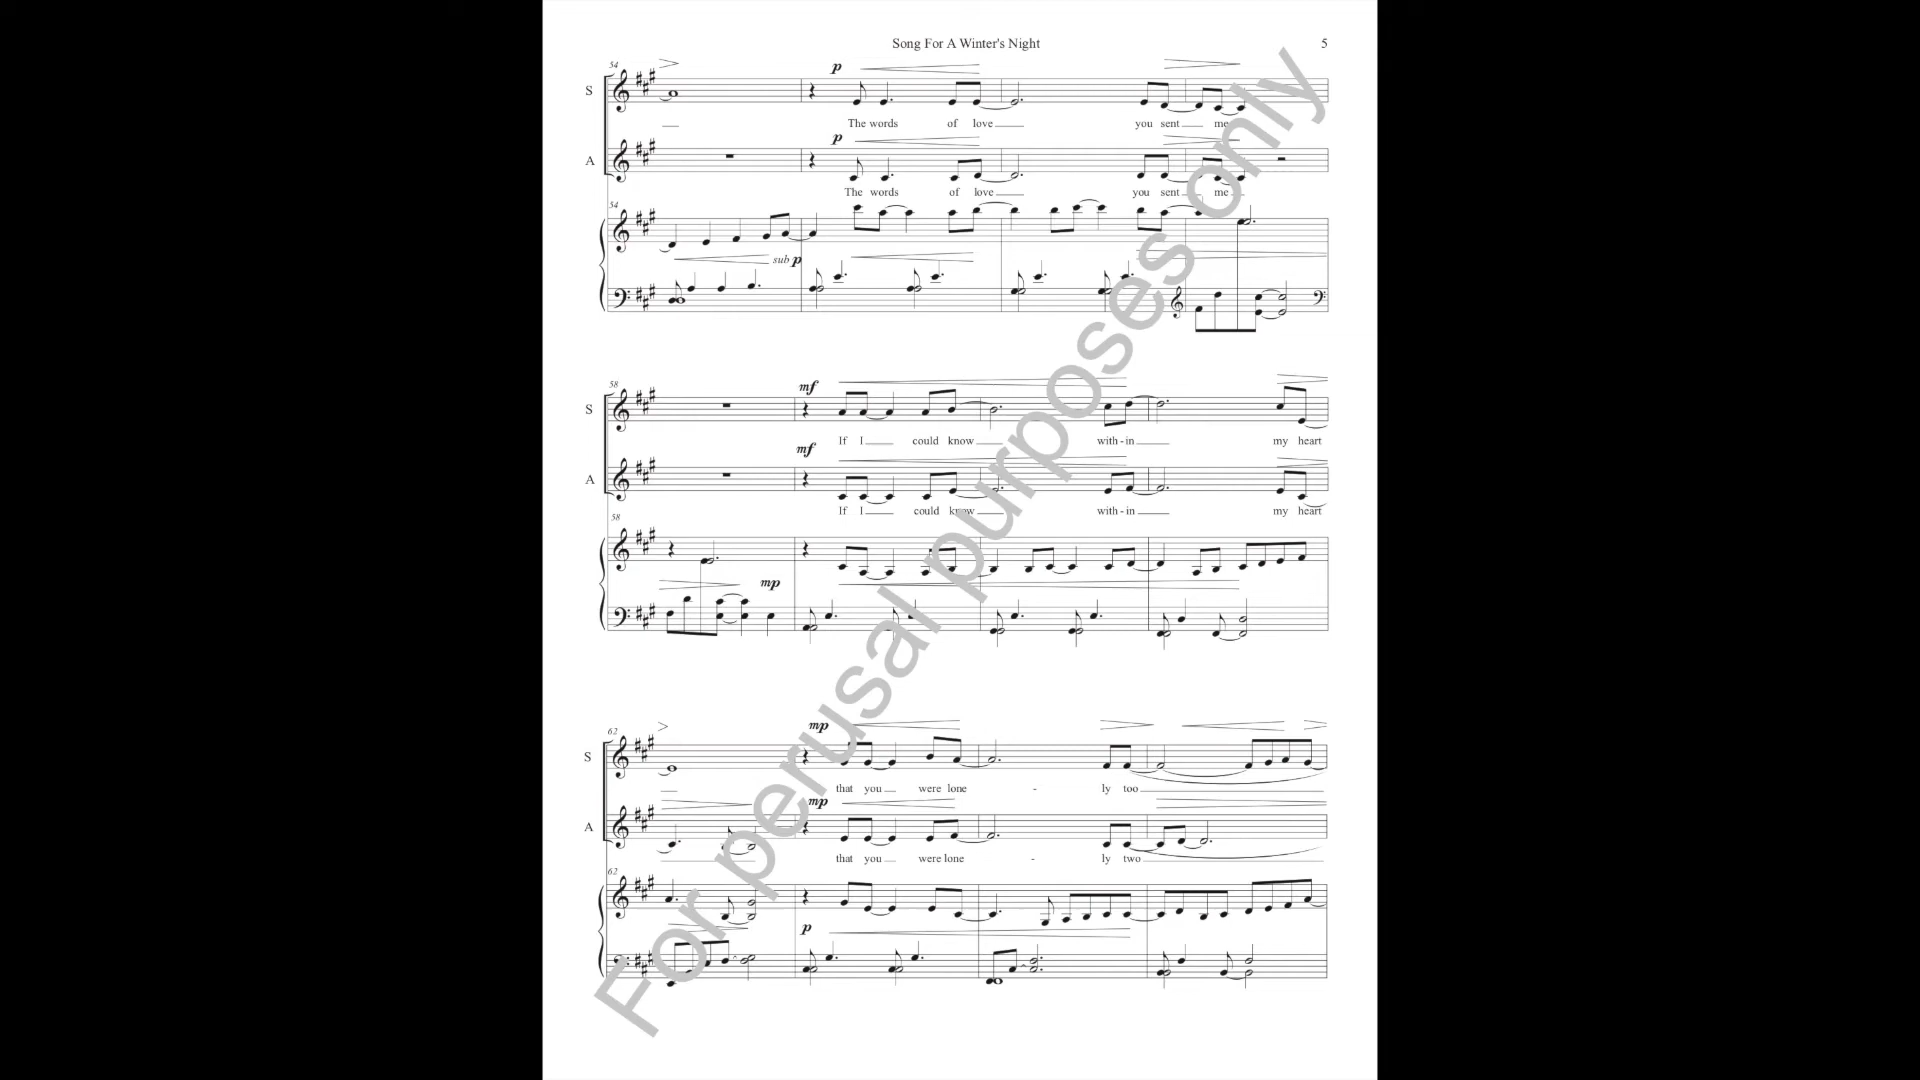 Song For A Winter's Night 5
54
p
S
The words of love you sent me
p
A
The words of love you sent me
54
sub p
58
mf
S
If I could know with - in my heart
mf
A
If I could know with - in my heart
58
mp
62
mp
S
that you were lone - ly too
mp
A
that you were lone - ly two
62
p
For perusal purposes only